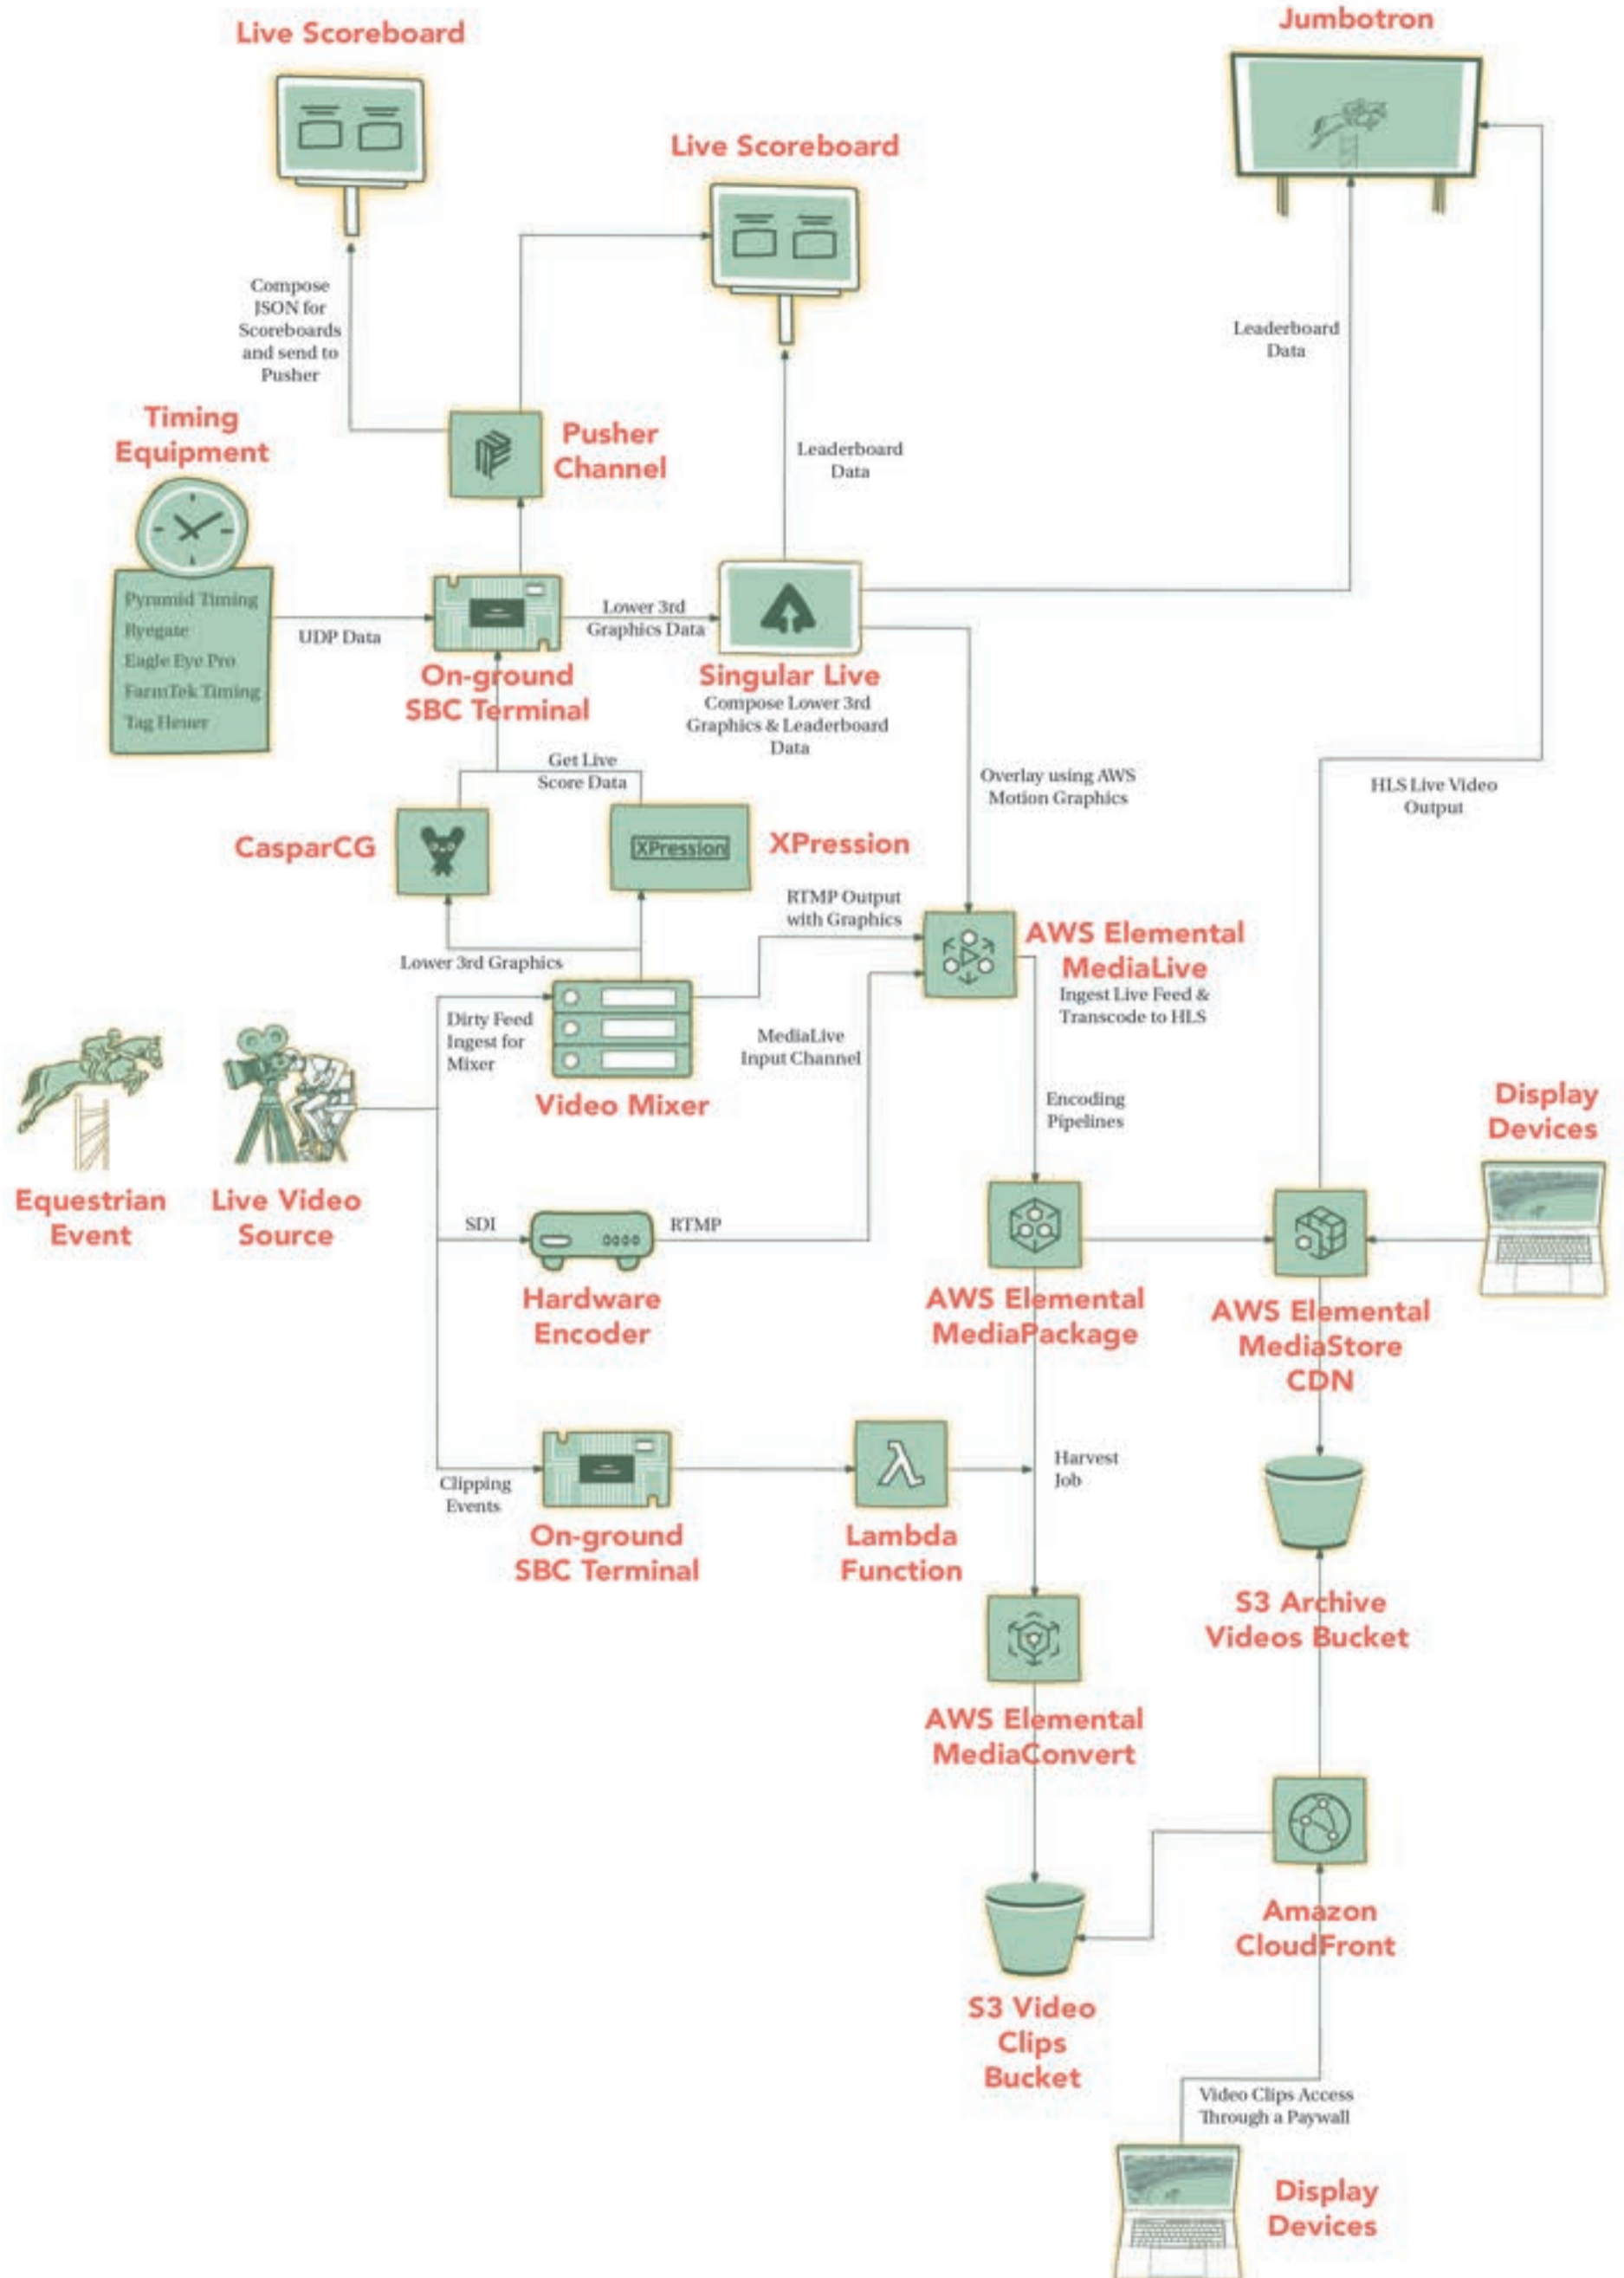 Live Scoreboard
Jumbotron
Live Scoreboard
Compose
JSON for
Scoreboards
and send to
Pusher
Leaderboard
Data
Timing
Equipment
Pusher
Channel
Leaderboard
Data
Pyramid Timing
Ryegate
Eagle Eye Pro
FarmTek Timing
Tag Heuer
UDP Data
Lower 3rd
Graphics Data
On-ground
SBC Terminal
Singular Live
Compose Lower 3rd
Graphics & Leaderboard
Data
Get Live
Score Data
Overlay using AWS
Motion Graphics
HLS Live Video
Output
CasparCG
XPression
XPression
RTMP Output
with Graphics
AWS Elemental
MediaLive
Ingest Live Feed &
Transcode to HLS
Lower 3rd Graphics
Dirty Feed
Ingest for
Mixer
MediaLive
Input Channel
Video Mixer
Encoding
Pipelines
Display
Devices
Equestrian
Event
Live Video
Source
SDI
RTMP
Hardware
Encoder
AWS Elemental
MediaPackage
AWS Elemental
MediaStore
CDN
Clipping
Events
Harvest
Job
On-ground
SBC Terminal
Lambda
Function
S3 Archive
Videos Bucket
AWS Elemental
MediaConvert
Amazon
CloudFront
S3 Video
Clips
Bucket
Video Clips Access
Through a Paywall
Display
Devices